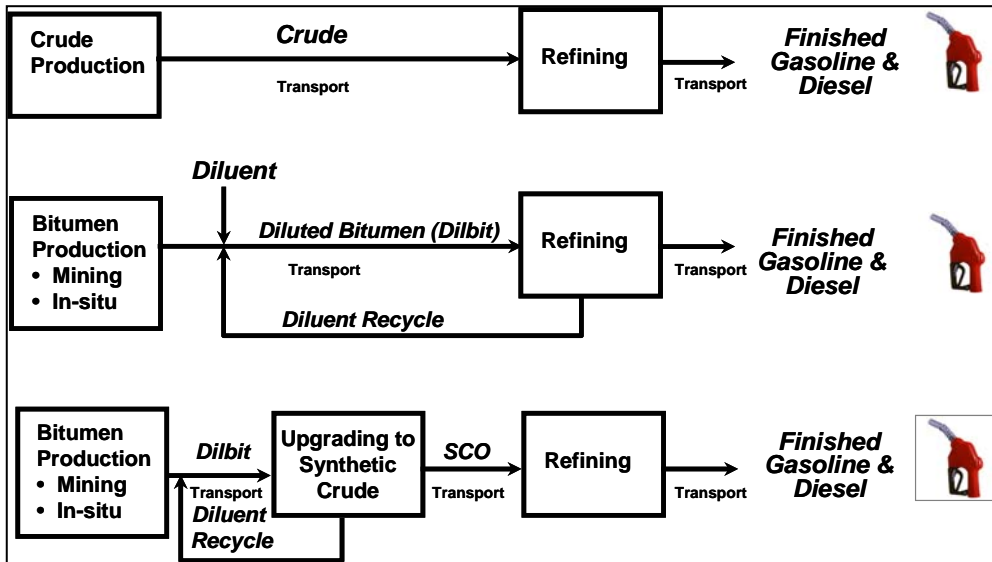 Crude
Production
Crude
Transport
Refining
Transport
Finished
Gasoline &
Diesel
Diluent
Bitumen
Production
• Mining
• In-situ
Diluted Bitumen (Dilbit)
Transport
Diluent Recycle
Refining
Transport
Finished
Gasoline &
Diesel
Bitumen
Production
• Mining
• In-situ
Dilbit
Transport
Diluent
Recycle
Upgrading to
Synthetic
Crude
SCO
Transport
Refining
Transport
Finished
Gasoline &
Diesel